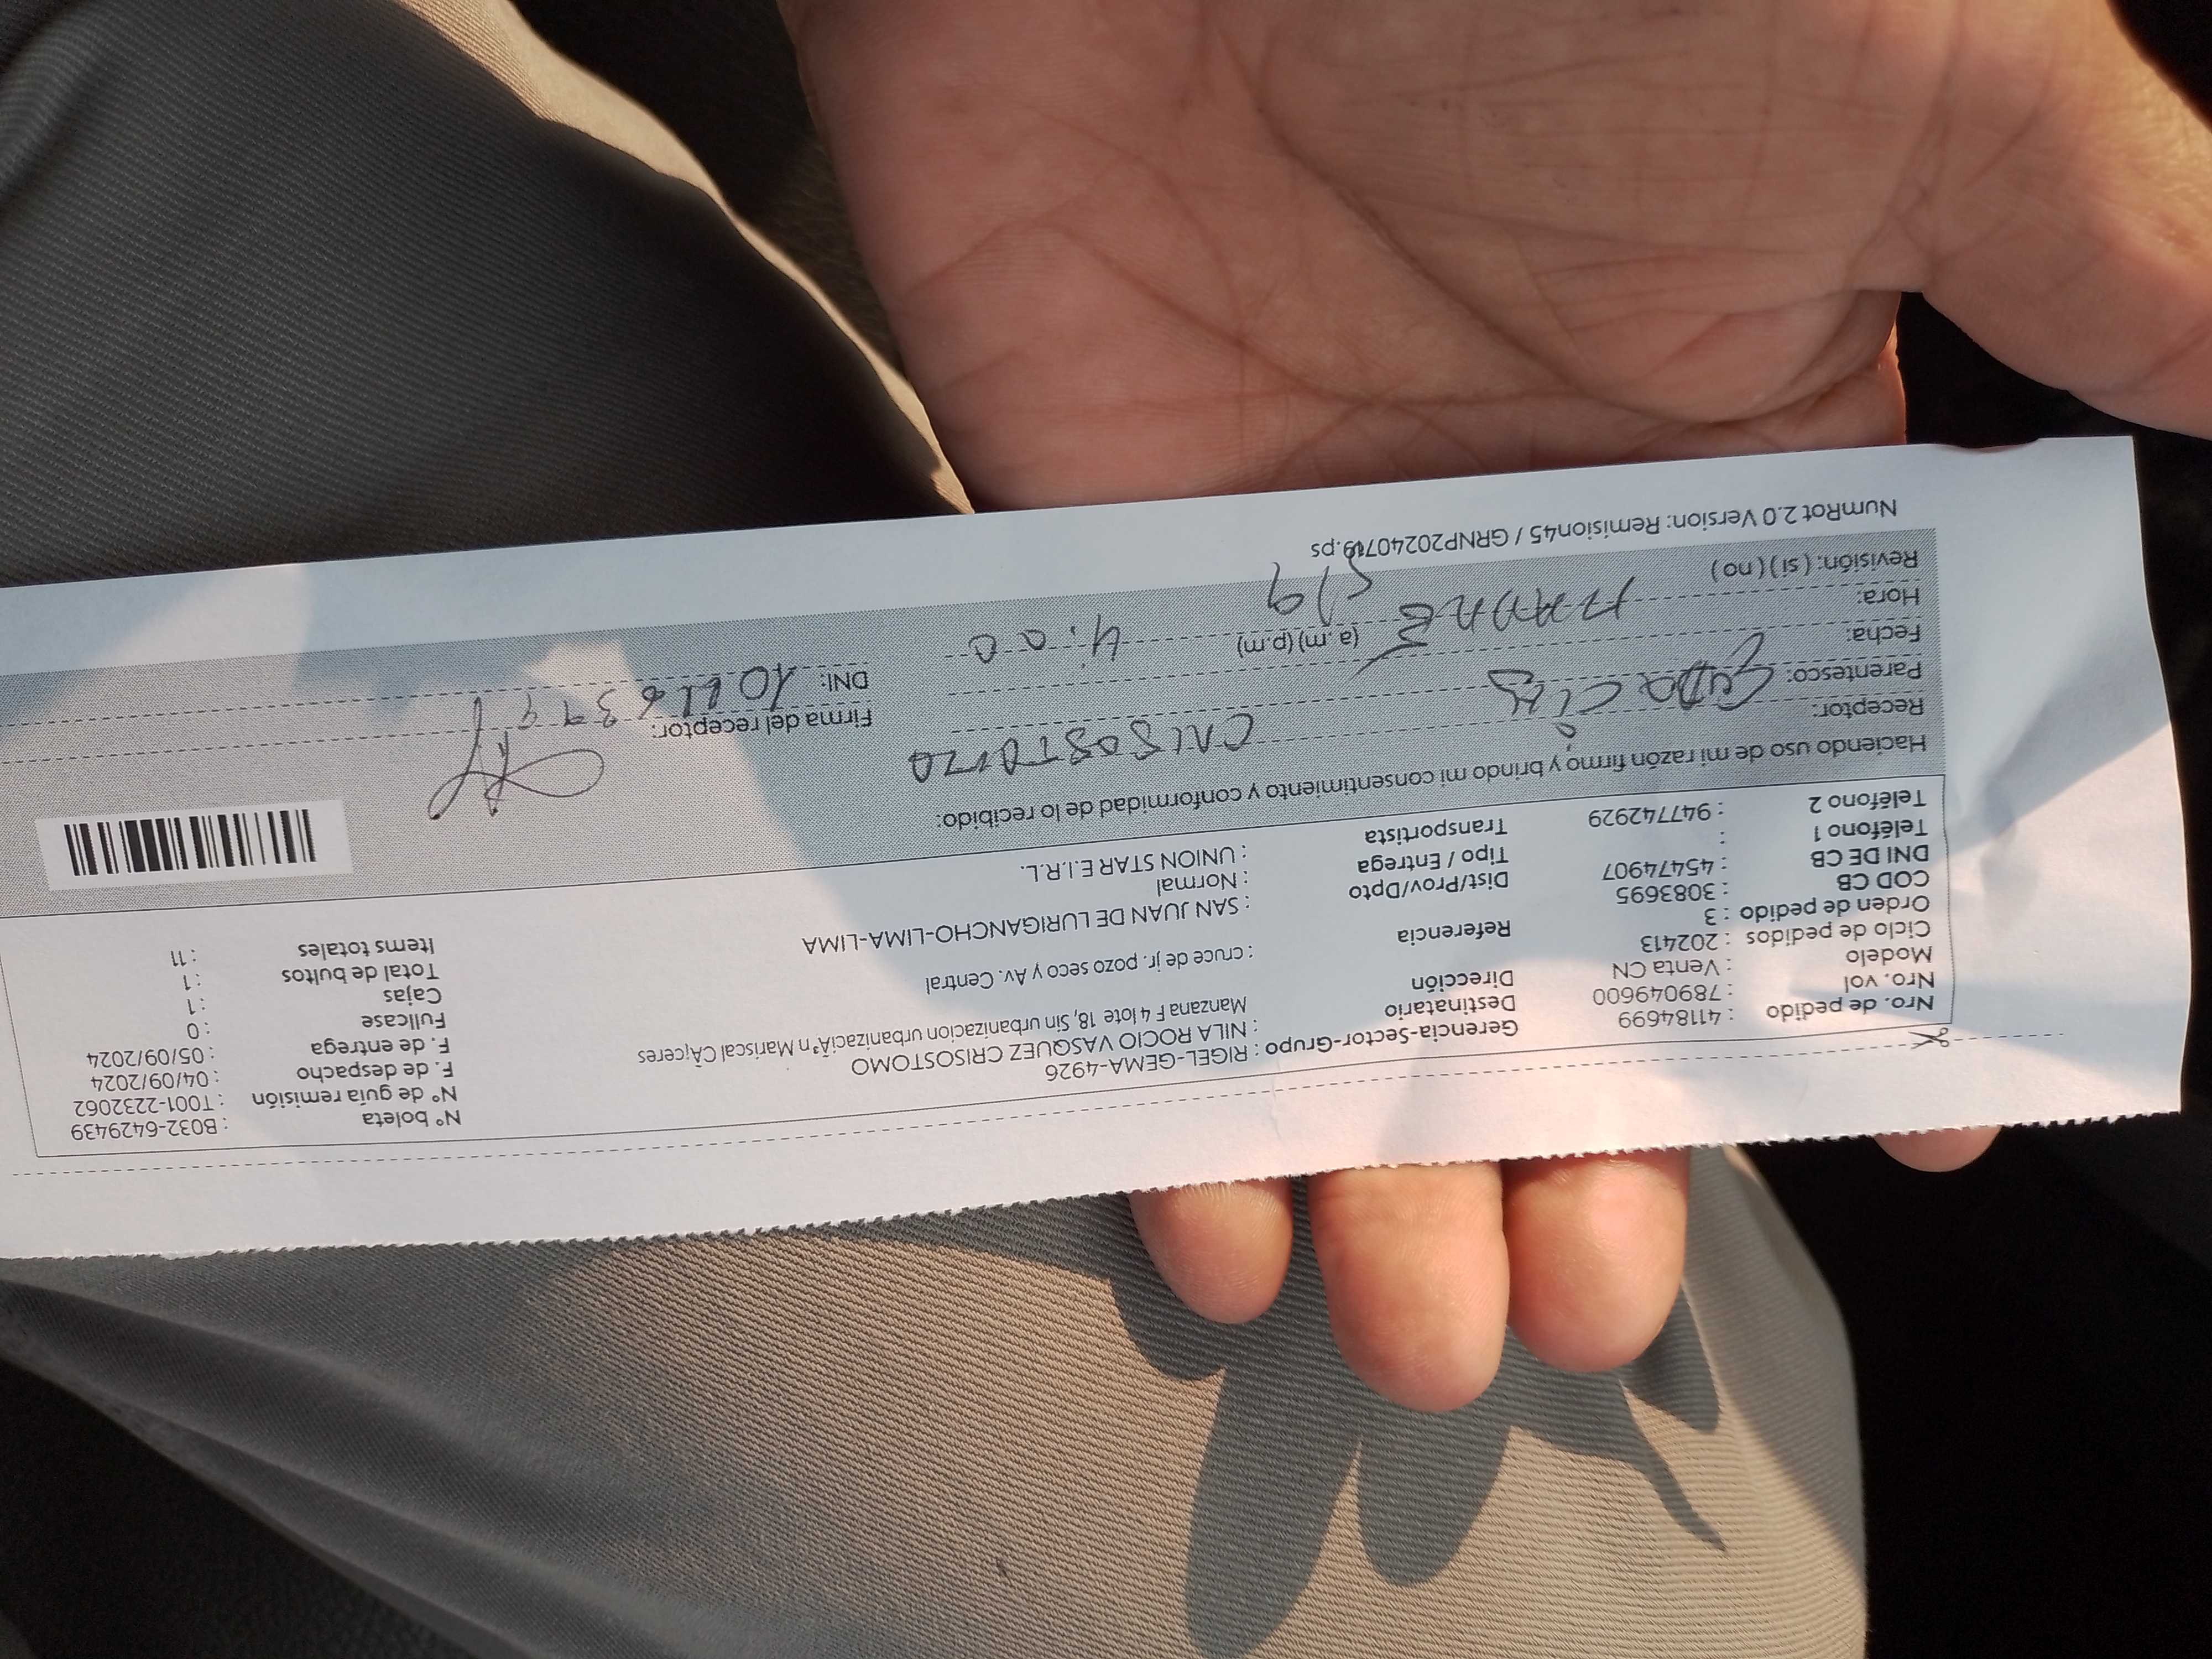 Nro. de pedido : 41184699 Gerencia-Sector-Grupo : RIGEL-GEMA-4926 N° boleta : B032-6429439
Nro. vol : 789049600 Destinatario : NILA ROCIO VASQUEZ CRISOSTOMO N° de guía remisión : T001-2232062
Modelo : Venta CN Dirección Manzana F 4 lote 18, Sin urbanizacion urbanizaciÃ³n Mariscal CÃ¡ceres F. de despacho : 04/09/2024
Ciclo de pedidos : 202413 F. de entrega : 05/09/2024
Orden de pedido : 3 Referencia : cruce de jr. pozo seco y Av. Central Fullcase : 0
COD CB : 3083695 Cajas : 1
DNI DE CB : 45474907 Dist/Prov/Dpto : SAN JUAN DE LURIGANCHO-LIMA-LIMA Total de bultos : 1
Teléfono 1 : Tipo / Entrega : Normal Items totales : 11
Teléfono 2 : 947742929 Transportista : UNION STAR E.I.R.L.
Haciendo uso de mi razón firmo y brindo mi consentimiento y conformidad de lo recibido:
Receptor: CRISOSTOMO
Parentesco: Firma del receptor:
Fecha: DNI:
Hora: MADRE (a.m) (p.m) 4:00
Revisión: ( si ) ( no ) 5/9
NumRot 2.0 Version: Remision45 / GRNP20240719.ps